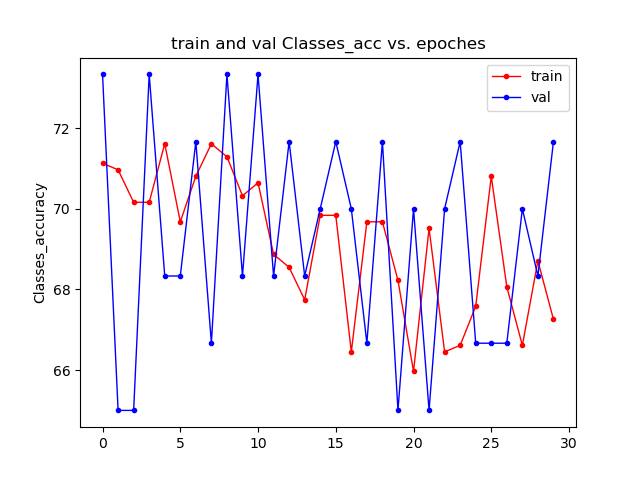 train and val Classes_acc vs. epoches
train
val
Classes_accuracy
72
70
68
66
0 5 10 15 20 25 30